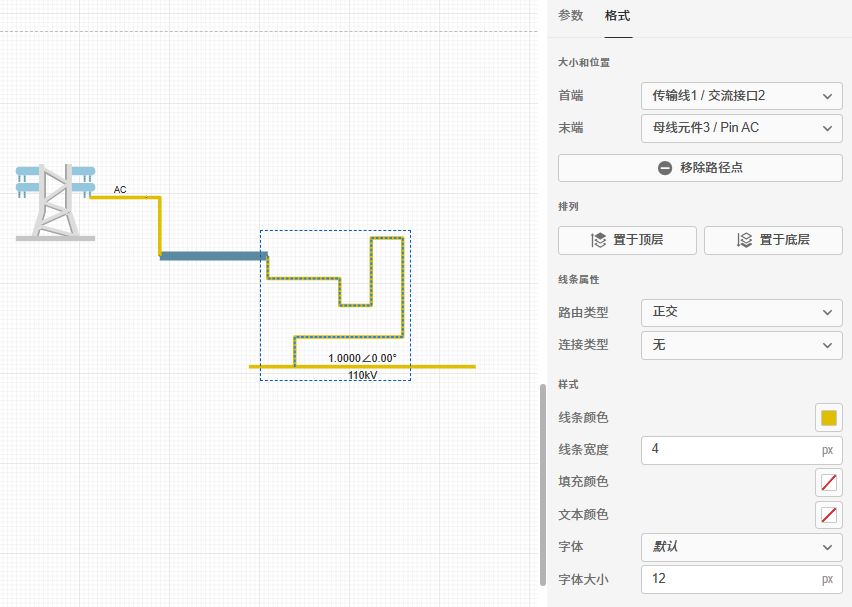 AC
1.0000∠0.00°
110kV
参数 格式
大小和位置
首端 传输线1 / 交流接口2
末端 母线元件3 / Pin AC
移除路径点
排列
置于顶层 置于底层
线条属性
路由类型 正交
连接类型 无
样式
线条颜色
线条宽度 4 px
填充颜色
文本颜色
字体 默认
字体大小 12 px